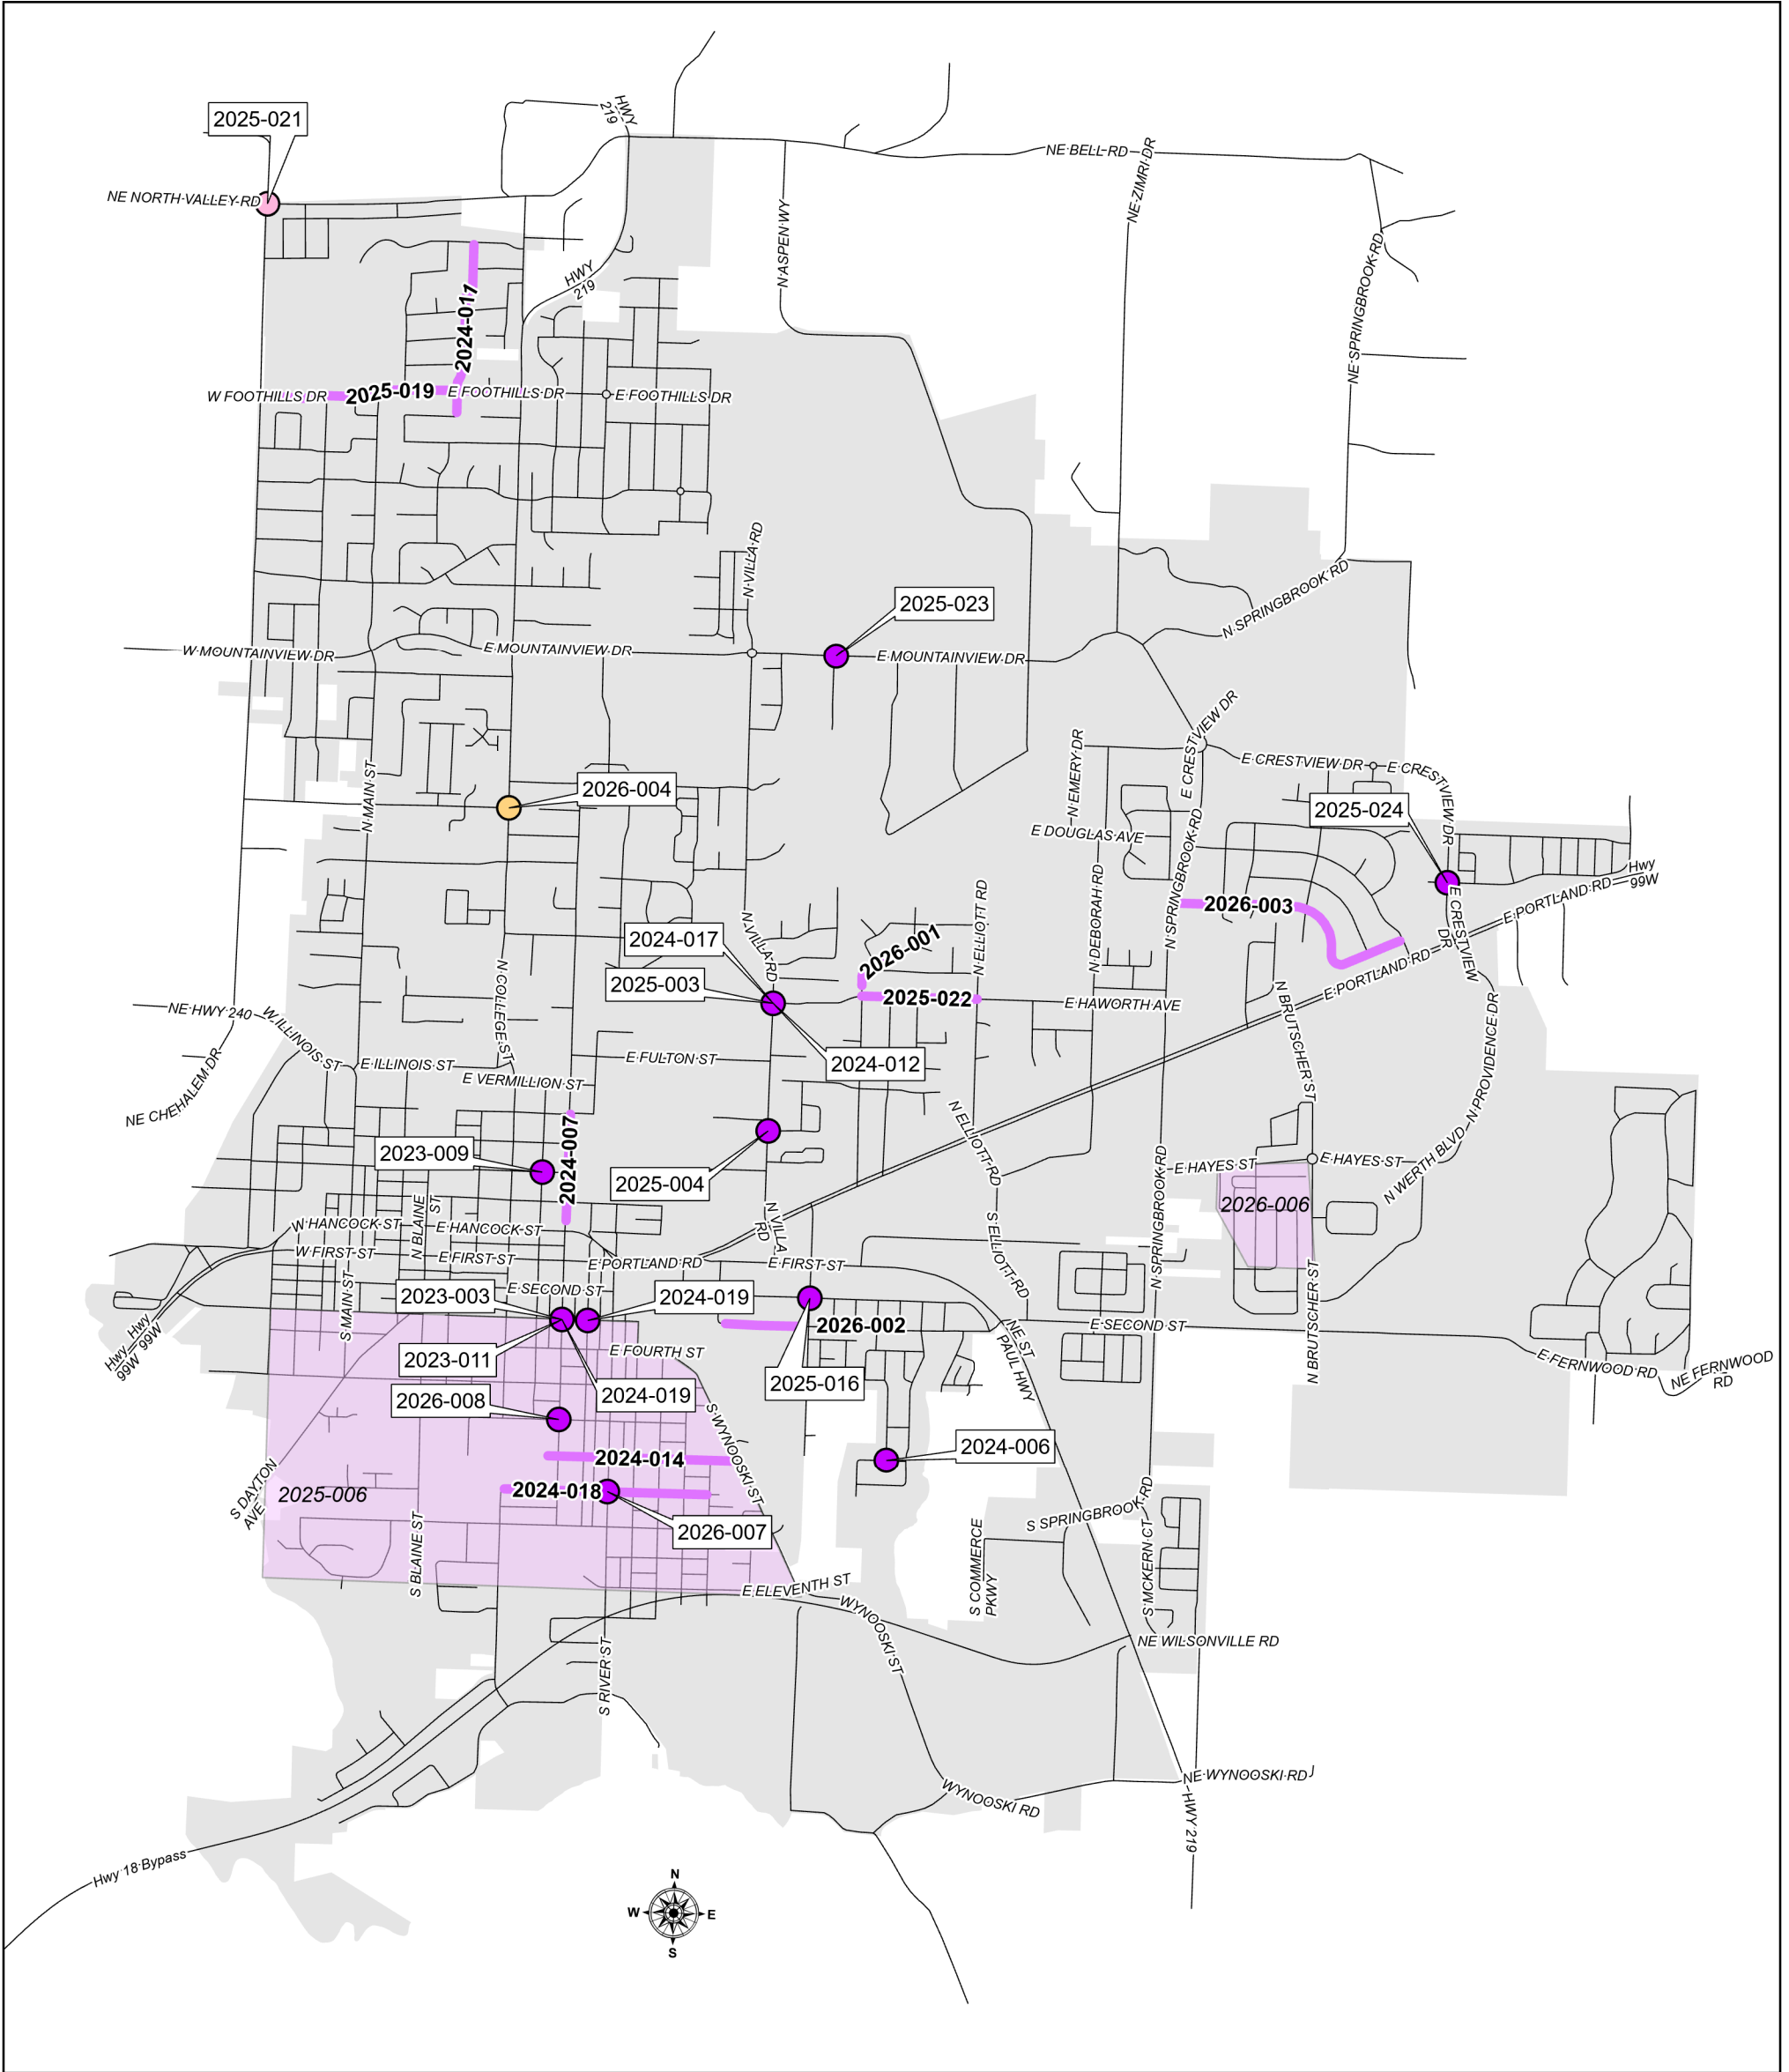 HWY
219
2025-021
NE BELL RD
NE ZIMRI DR
NE NORTH VALLEY RD
N ASPEN WY
NE SPRINGBROOK RD
HWY
219
2024-011
W FOOTHILLS DR
2025-019
E FOOTHILLS DR
E FOOTHILLS DR
N VILLA RD
N SPRINGBROOK RD
2025-023
W MOUNTAINVIEW DR
E MOUNTAINVIEW DR
E MOUNTAINVIEW DR
E CRESTVIEW DR
N EMERY DR
E CRESTVIEW DR
E CRESTVIEW DR
E CRESTVIEW DR
N MAIN ST
2026-004
2025-024
E DOUGLAS AVE
N SPRINGBROOK RD
N DEBORAH RD
Hwy
99W
E PORTLAND RD
2026-003
E CRESTVIEW
DR
N ELLIOTT RD
N VILLA RD
2024-017
2026-001
2025-003
2025-022
E HAWORTH AVE
E PORTLAND RD
N BRUTSCHER ST
N PROVIDENCE DR
N COLLEGE ST
NE HWY 240
W ILLINOIS ST
E ILLINOIS ST
E FULTON ST
2024-012
E VERMILLION ST
NE CHEHALEM DR
N ELLIOTT RD
2024-007
2023-009
2025-004
E HAYES ST
E HAYES ST
N WERTH BLVD
2026-006
N BLAINE
ST
N VILLA
RD
S ELLIOTT RD
N SPRINGBROOK RD
W HANCOCK ST
E HANCOCK ST
W FIRST ST
E FIRST ST
E PORTLAND RD
E FIRST ST
E SECOND ST
2023-003
2024-019
S MAIN ST
N BRUTSCHER ST
2026-002
E SECOND ST
Hwy
99W
Hwy
99W
2023-011
E FOURTH ST
NE ST
PAUL HWY
E FERNWOOD RD
NE FERNWOOD
RD
2025-016
2024-019
2026-008
S WYNOOSKI ST
2024-006
2024-014
2024-018
2025-006
S DAYTON
AVE
2026-007
S SPRINGBROOK RD
S BLAINE ST
S COMMERCE
PKWY
S MCKERN CT
E ELEVENTH ST
WYNOOSKI ST
NE WILSONVILLE RD
S RIVER ST
NE WYNOOSKI RD
WYNOOSKI RD
HWY 219
Hwy 18 Bypass
N
W
E
S